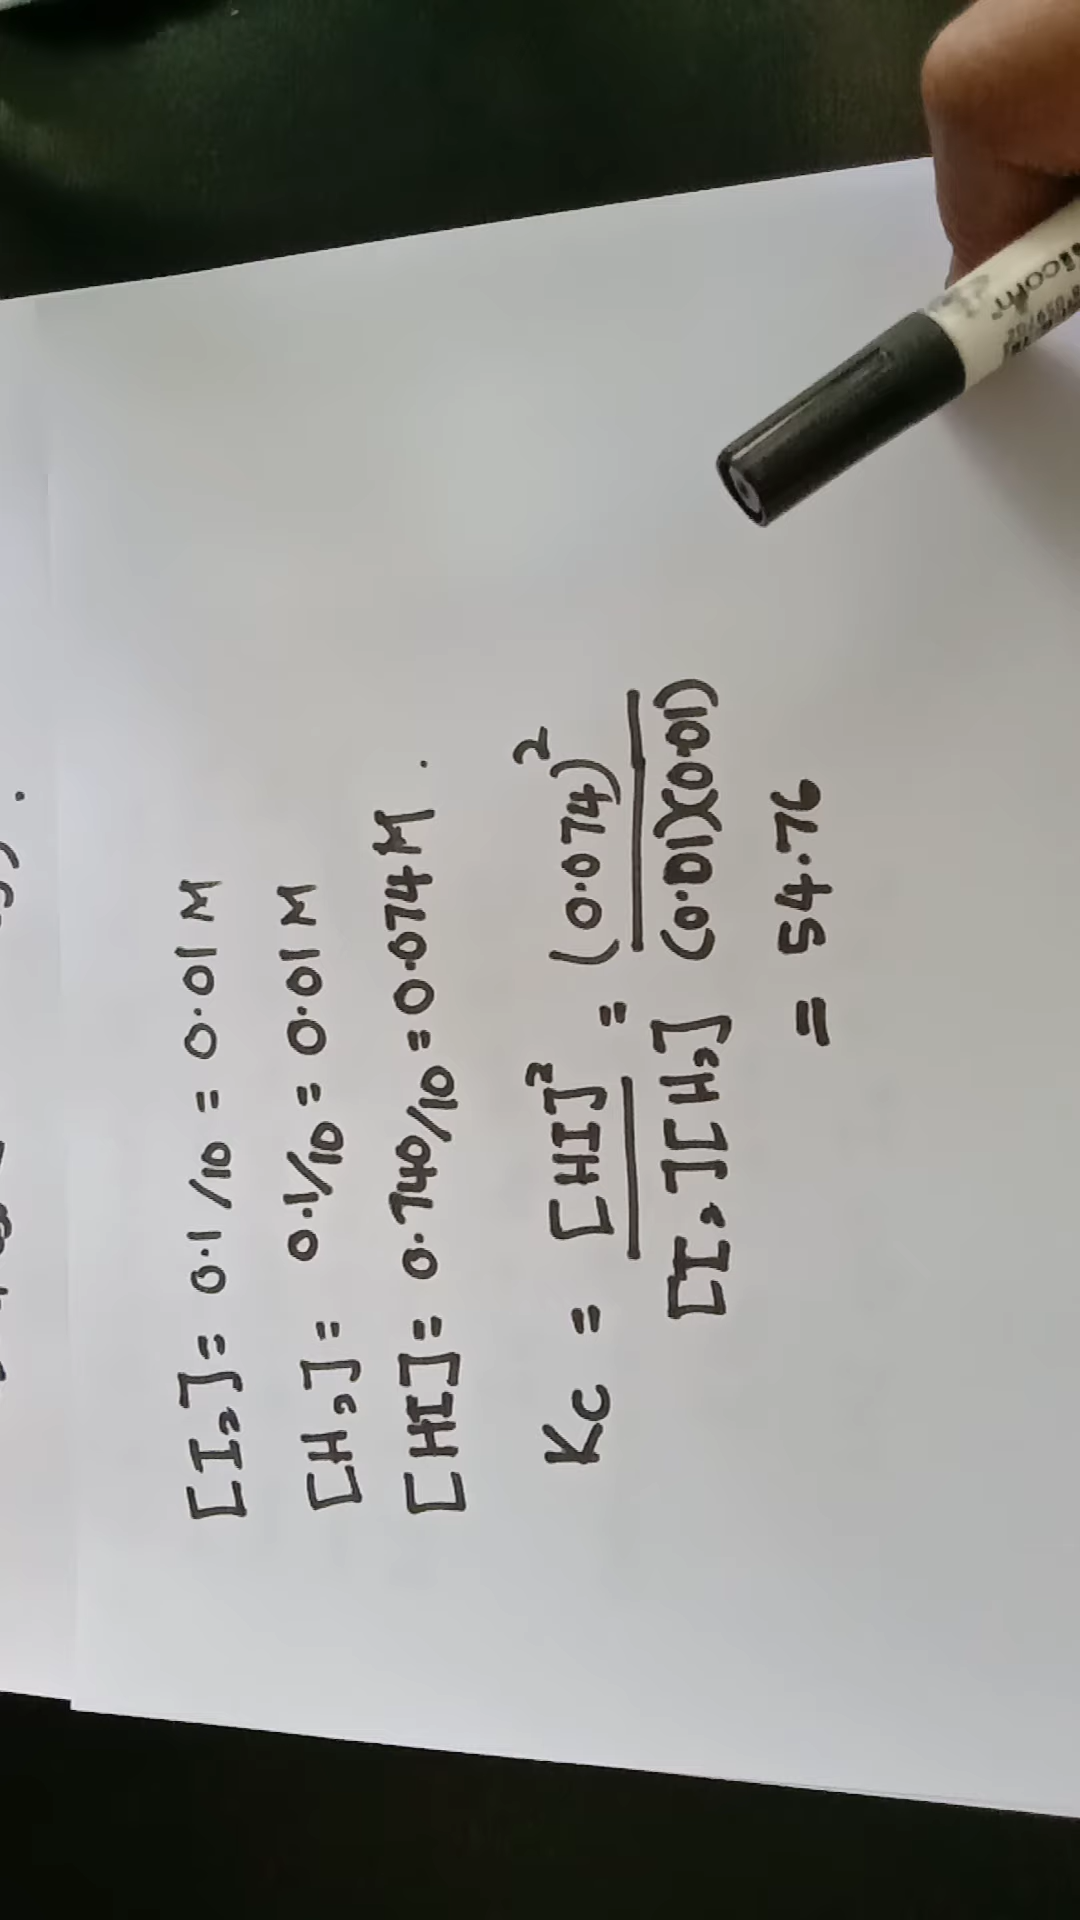 [I₂] = 0.1/10 = 0.01 M
[H₂] = 0.1/10 = 0.01 M
[HI] = 0.740/10 = 0.074 M.
Kc = [HI]² / [I₂][H₂] = (0.074)² / (0.01)(0.01)
= 54.76